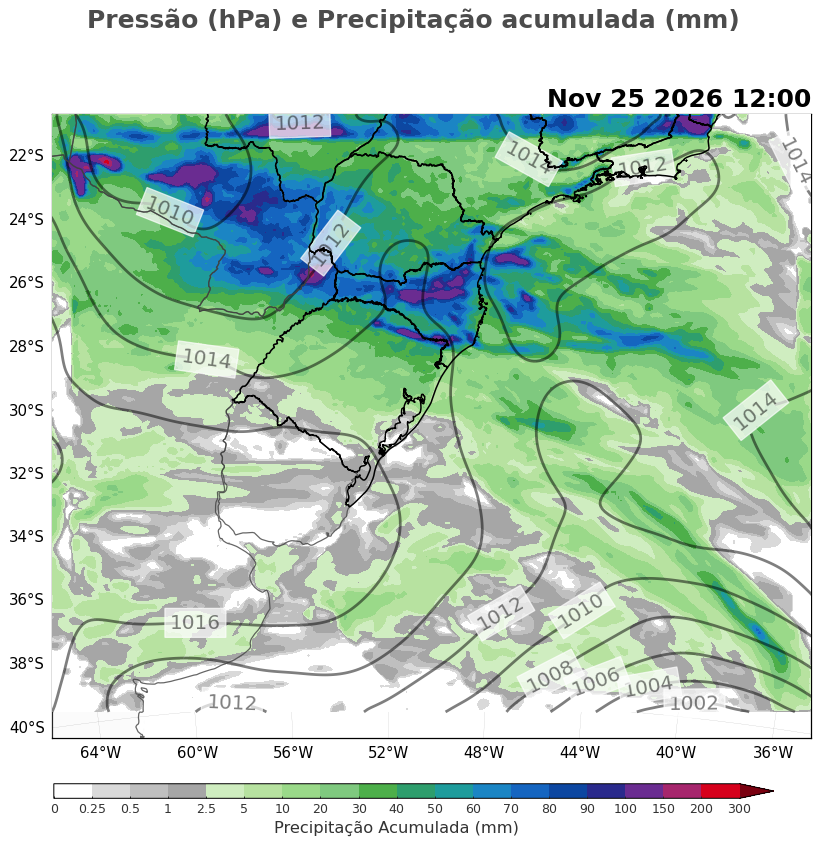 Pressão (hPa) e Precipitação acumulada (mm)
Nov 25 2026 12:00
1012
1014
1012
1014
1010
1012
1014
1014
1016
1012
1010
1008
1006
1004
1002
1012
22°S
24°S
26°S
28°S
30°S
32°S
34°S
36°S
38°S
40°S
64°W 60°W 56°W 52°W 48°W 44°W 40°W 36°W
0 0.25 0.5 1 2.5 5 10 20 30 40 50 60 70 80 90 100 150 200 300
Precipitação Acumulada (mm)